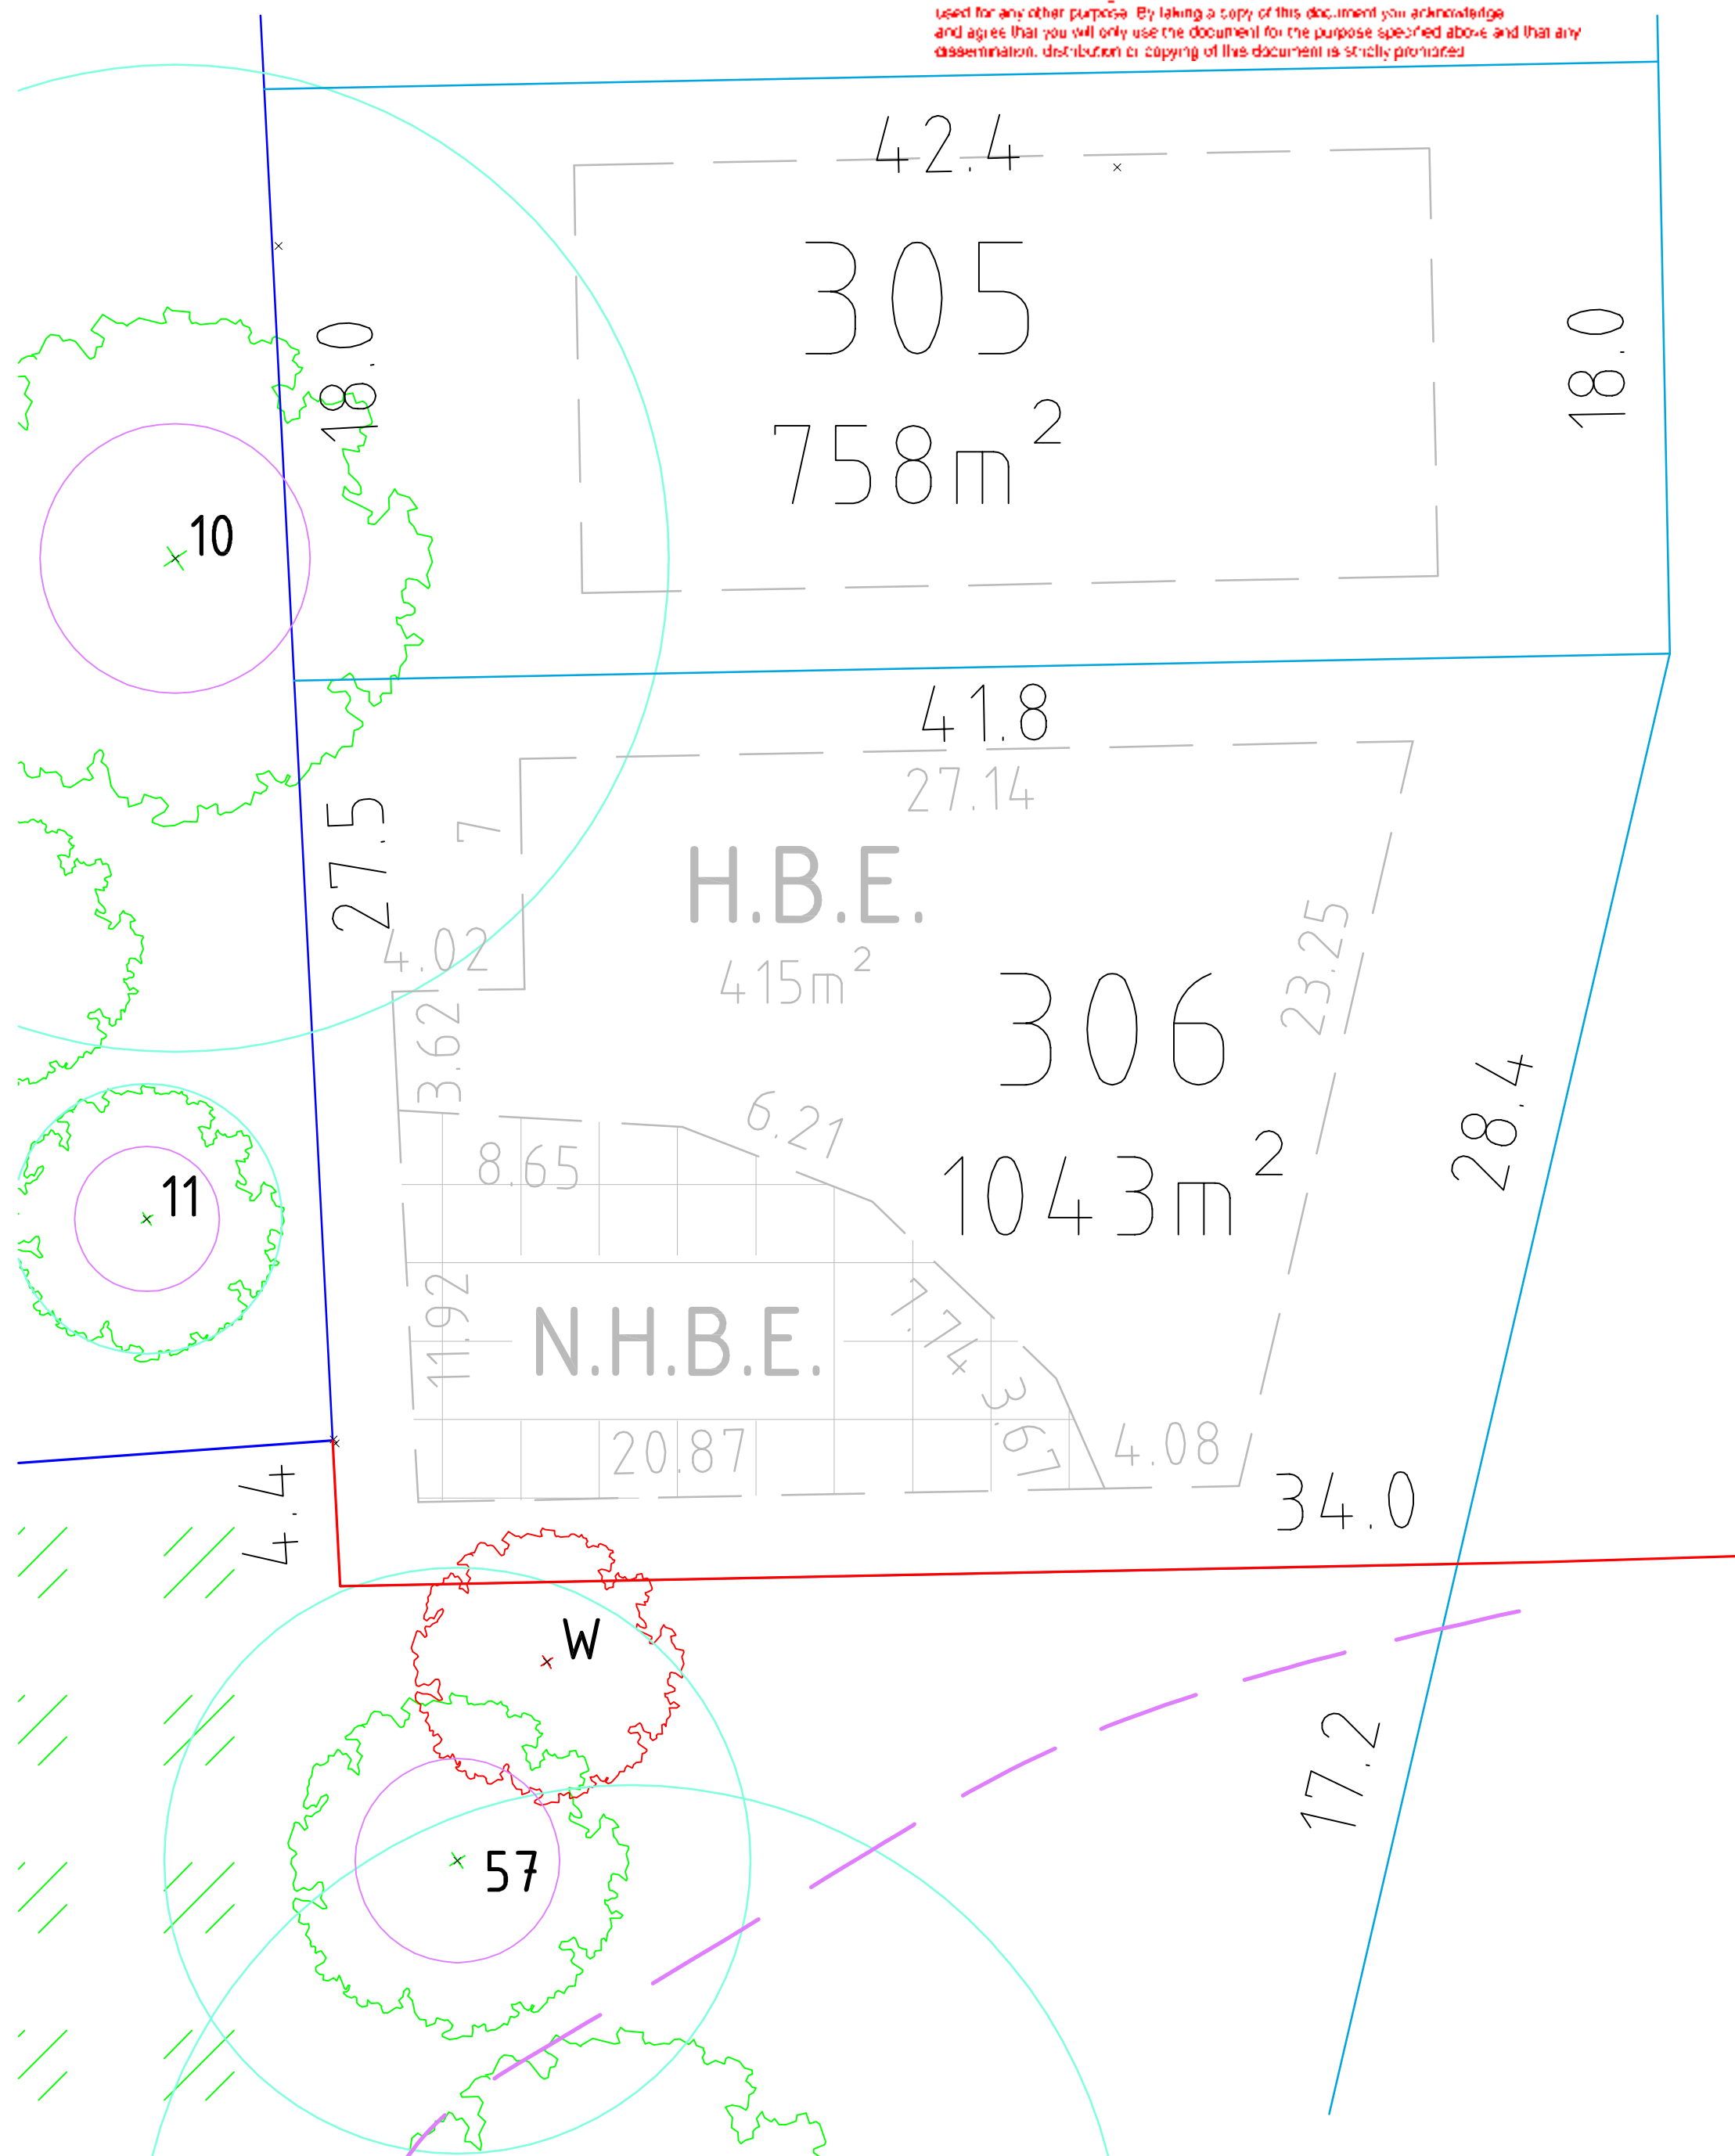 used for any other purpose. By taking a copy of this document you acknowledge
and agree that you will only use the document for the purpose specified above and that any
dissemination, distribution or copying of this document is strictly prohibited
42.4
305
758m²
18.0
18.0
10
41.8
27.14
27.5
7
H.B.E.
415m²
4.02
3.62
23.25
306
1043m²
28.4
6.21
8.65
11
11.92
N.H.B.E.
7.74
3.67
20.87
4.08
34.0
4.4
W
17.2
57